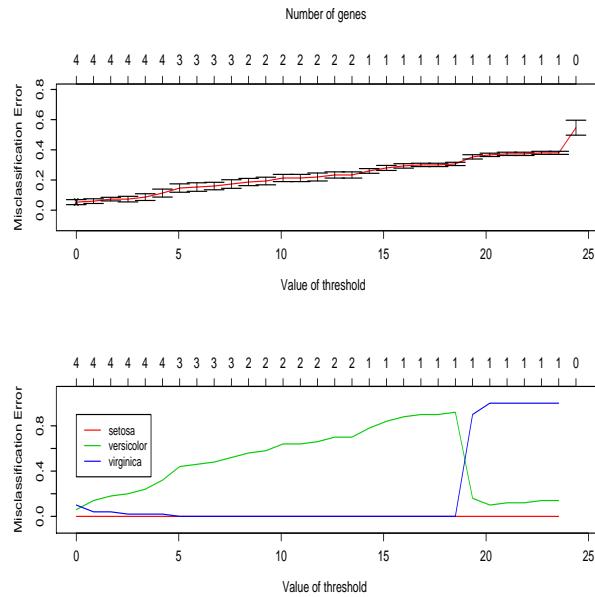 Number of genes
4 4 4 4 4 4 3 3 3 3 2 2 2 2 2 2 2 1 1 1 1 1 1 1 1 1 1 1 1 0
Misclassification Error
0.8
0.6
0.4
0.2
0.0
0 5 10 15 20 25
Value of threshold
4 4 4 4 4 4 3 3 3 3 2 2 2 2 2 2 2 1 1 1 1 1 1 1 1 1 1 1 1 0
Misclassification Error
0.8
0.4
0.0
setosa
versicolor
virginica
0 5 10 15 20 25
Value of threshold